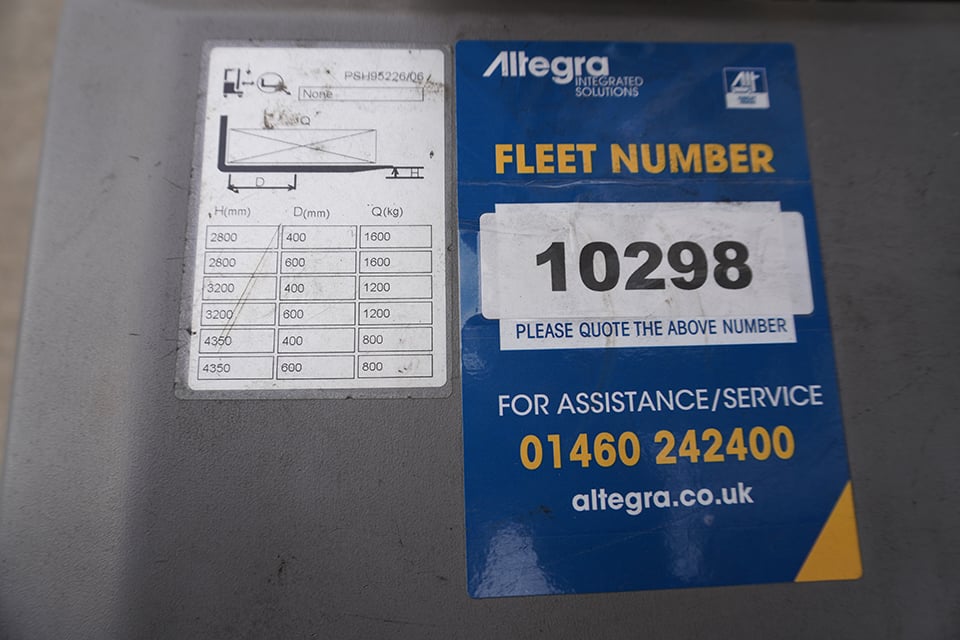 PSH95226/06
None
Q
D
H
H(mm) D(mm) Q(kg)
2800 400 1600
2800 600 1600
3200 400 1200
3200 600 1200
4350 400 800
4350 600 800
Altegra
INTEGRATED
SOLUTIONS
Alt
FLEET NUMBER
10298
PLEASE QUOTE THE ABOVE NUMBER
FOR ASSISTANCE/SERVICE
01460 242400
altegra.co.uk